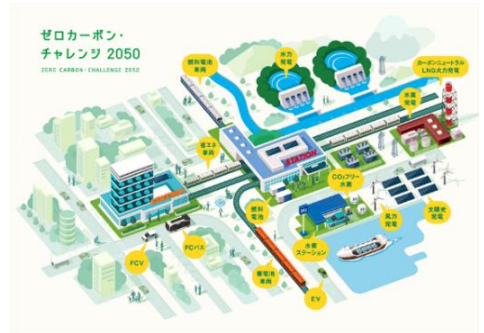 ゼロカーボン・
チャレンジ 2050
ZERO CARBON・CHALLENGE 2050
燃料電池
車両
水力
発電
カーボンニュートラル
LNG火力発電
水素
発電
省エネ
車両
STATION
CO₂フリー
水素
燃料
電池
水素
ステーション
風力
発電
太陽光
発電
FCV
FCバス
蓄電池
車両
EV